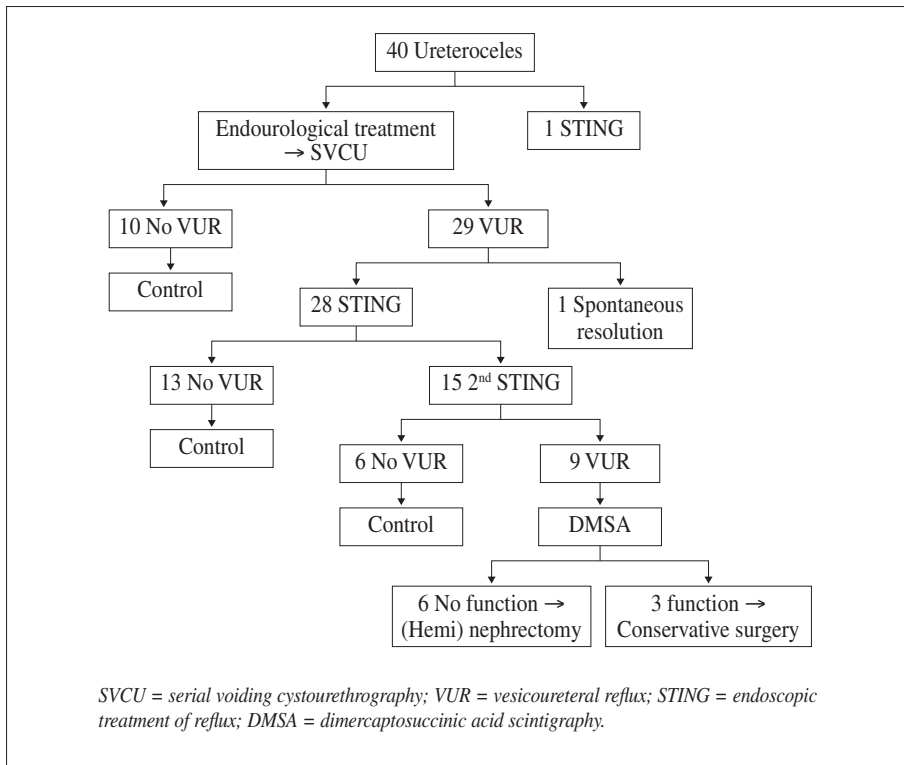 40 Ureteroceles
Endourological treatment
→ SVCU
1 STING
10 No VUR
29 VUR
Control
28 STING
1 Spontaneous
resolution
13 No VUR
15 2nd STING
Control
6 No VUR
9 VUR
Control
DMSA
6 No function →
(Hemi) nephrectomy
3 function →
Conservative surgery
SVCU = serial voiding cystourethrography; VUR = vesicoureteral reflux; STING = endoscopic
treatment of reflux; DMSA = dimercaptosuccinic acid scintigraphy.